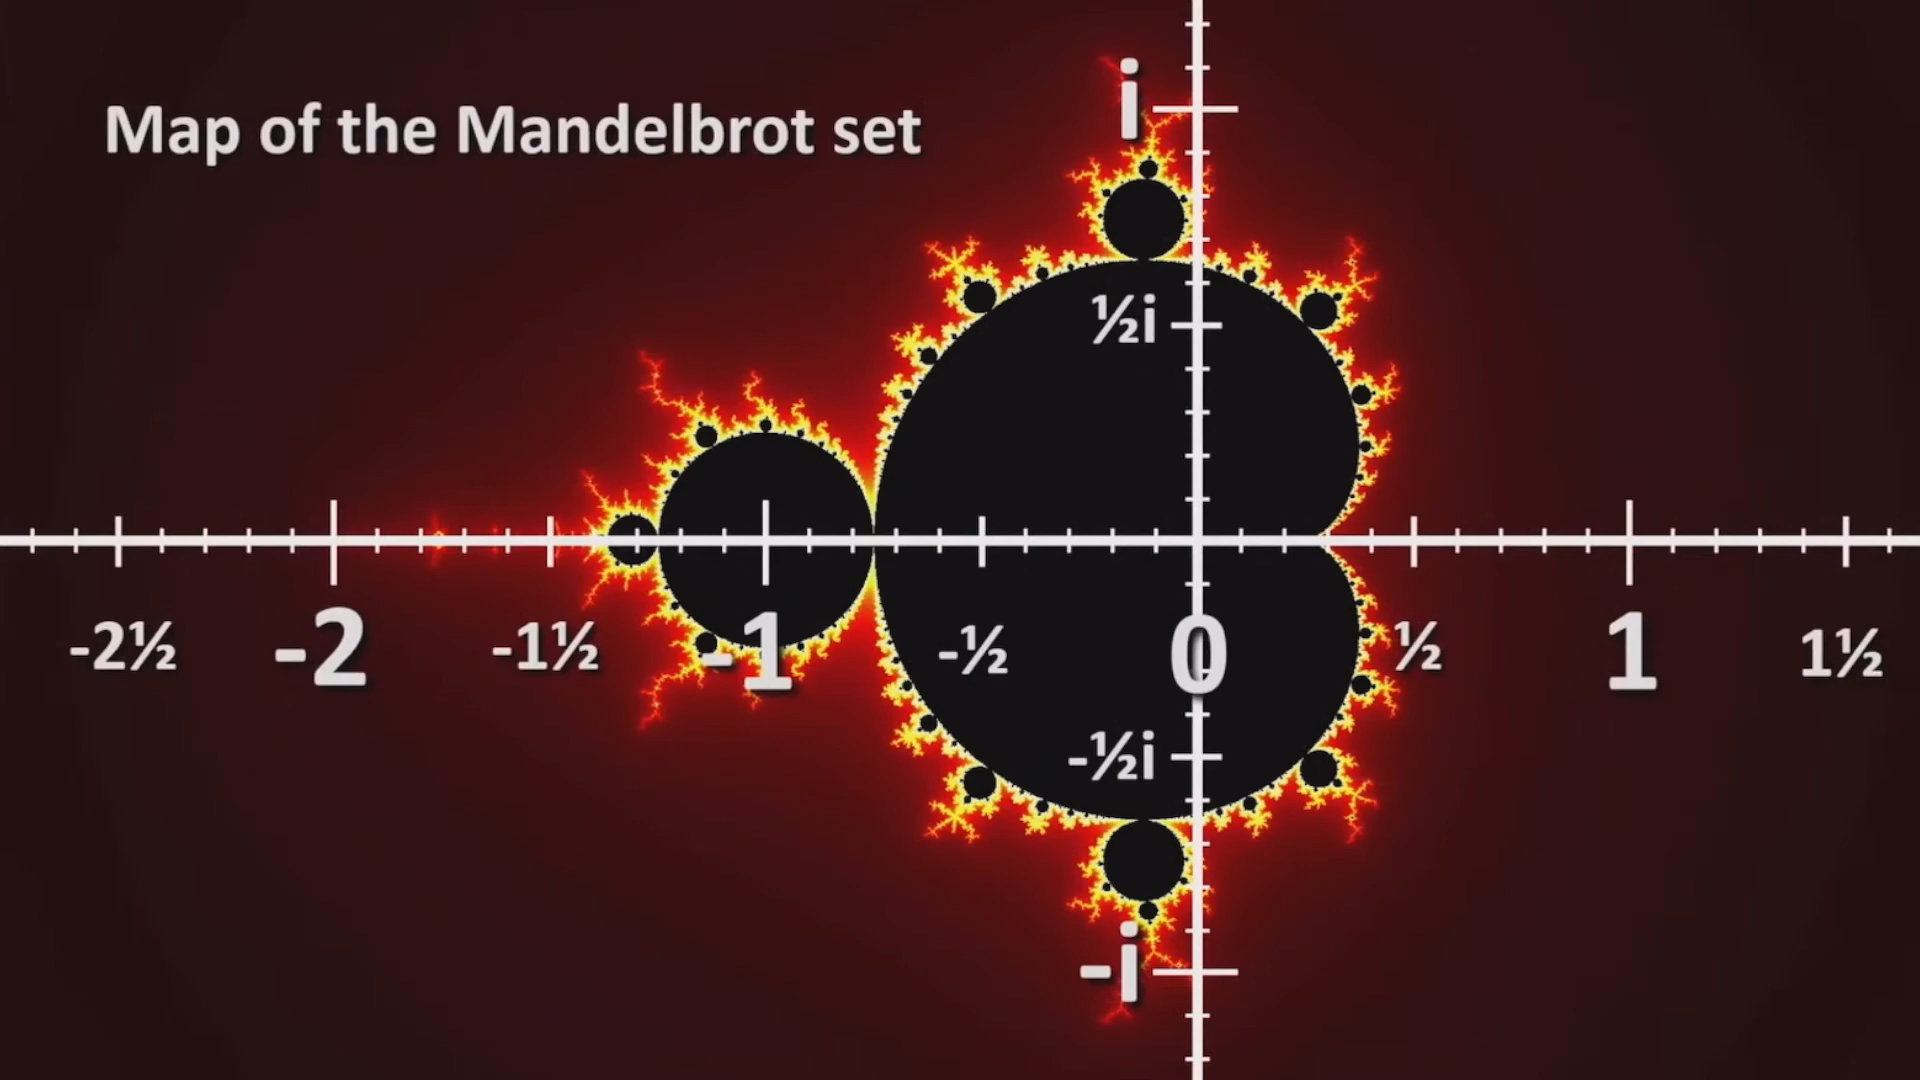 Map of the Mandelbrot set
i
½i
-2½ -2 -1½ -1 -½ 0 ½ 1 1½
-½i
-i